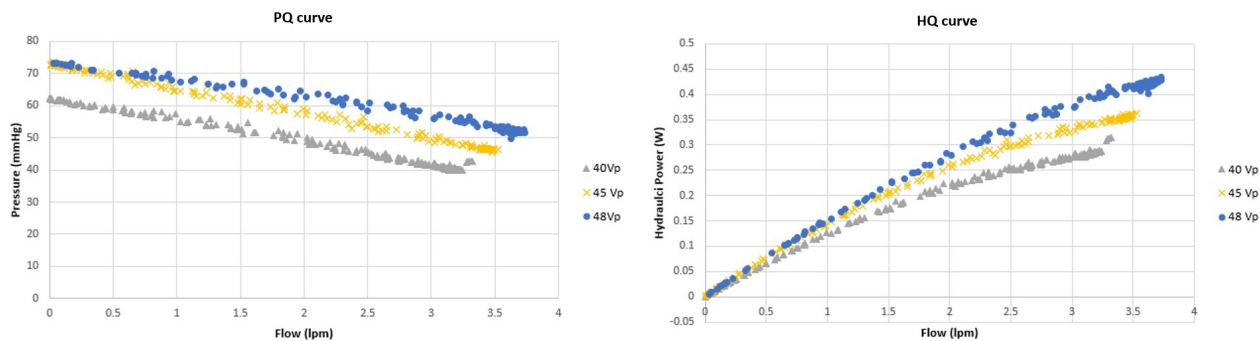 PQ curve
80
70
60
50
40
30
20
10
0
Pressure (mmHg)
0 0.5 1 1.5 2 2.5 3 3.5 4
Flow (lpm)
40Vp
45 Vp
48Vp
HQ curve
0.5
0.45
0.4
0.35
0.3
0.25
0.2
0.15
0.1
0.05
0
-0.05
Hydraulci Power (W)
0 0.5 1 1.5 2 2.5 3 3.5 4
Flow (lpm)
40 Vp
45 Vp
48 Vp